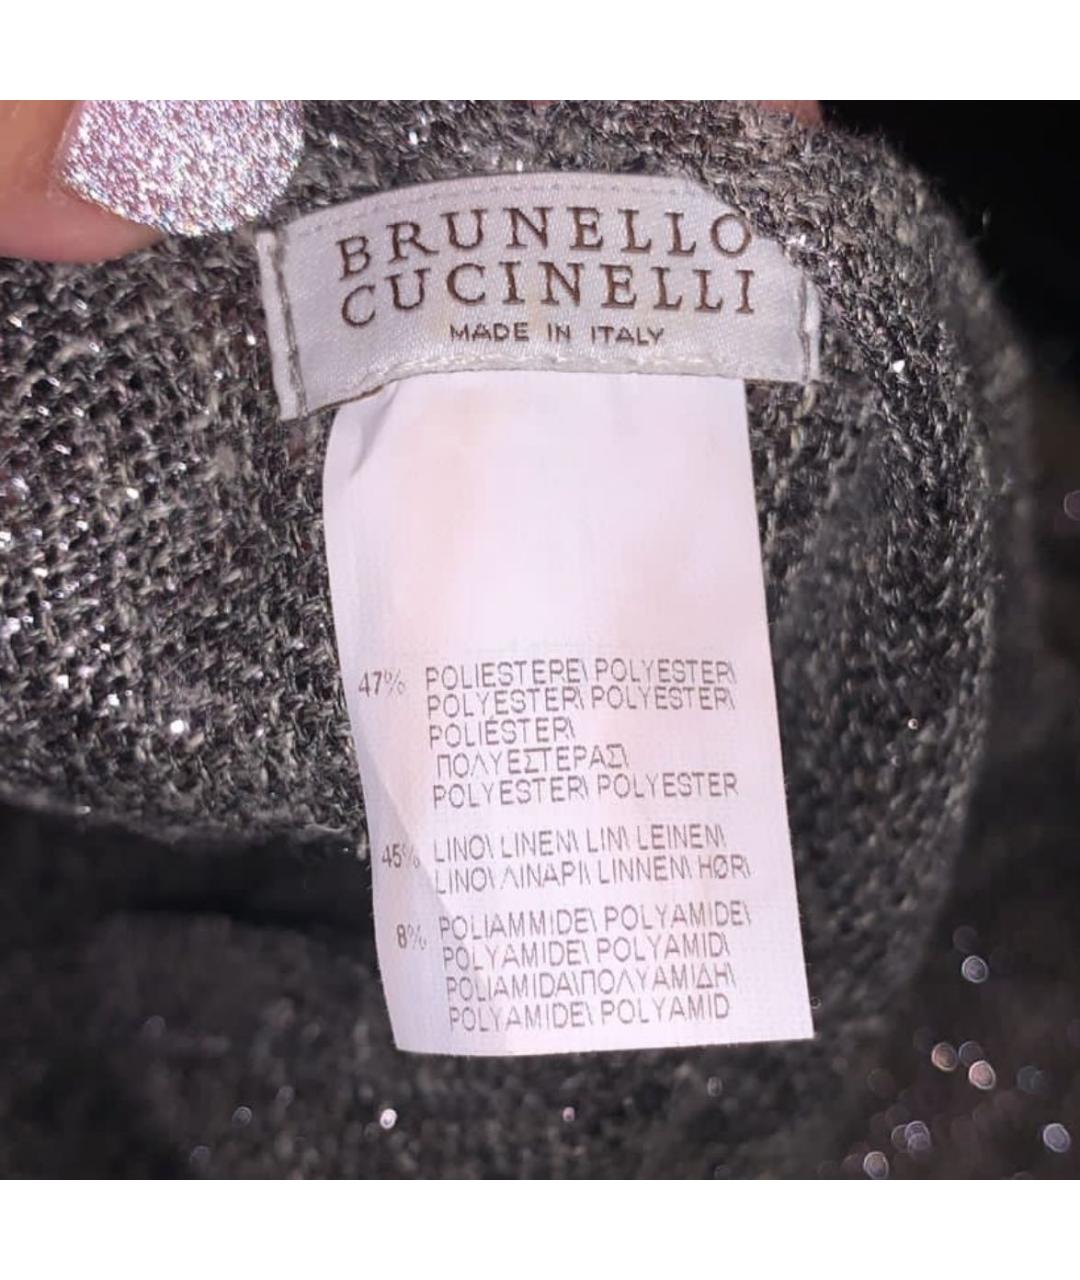 BRUNELLO
CUCINELLI
MADE IN ITALY
47% POLIESTERE\ POLYESTER\
POLYESTER\ POLYESTER\
POLIÉSTER\
ΠΟΛΥΕΣΤΕΡΑΣ\
POLYESTER\ POLYESTER
45% LINO\ LINEN\ LIN\ LEINEN\
LINO\ ΛΙΝΑΡΙ\ LINNEN\ HØR\
8% POLIAMMIDE\ POLYAMIDE\
POLYAMIDE\ POLYAMID\
POLIAMIDA\ΠΟΛΥΑΜΙΔΗ\
POLYAMIDE\ POLYAMID